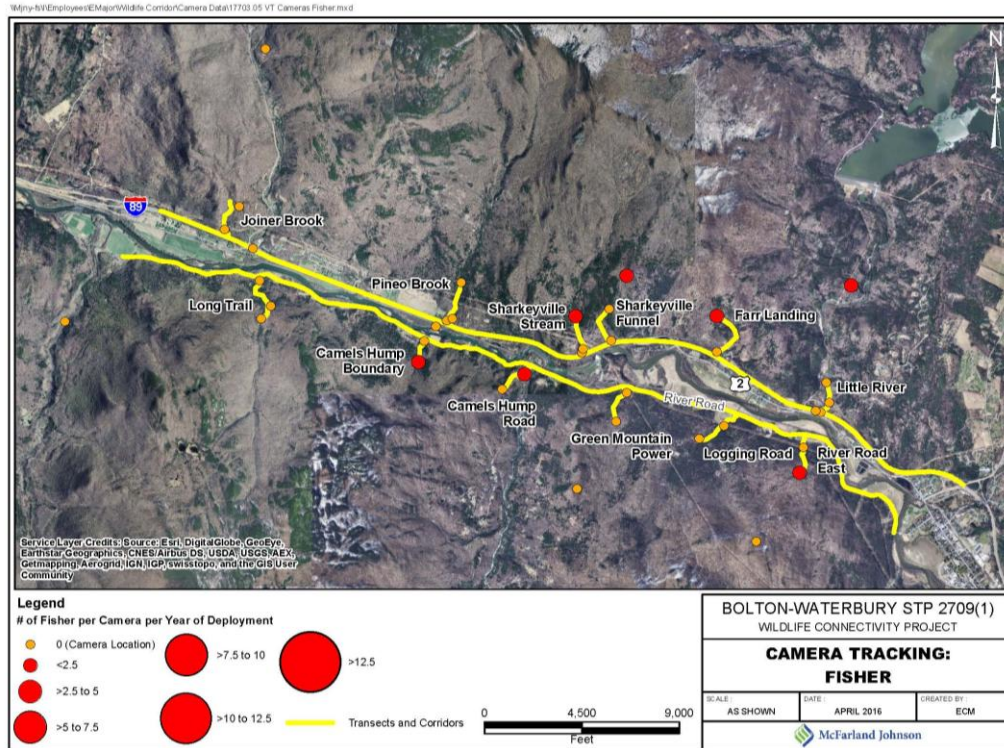 \\Mjny-fs\I\Employees\EMajor\Wildlife Corridor\Camera Data\17703.05 VT Cameras Fisher.mxd
N
89
Joiner Brook
Pineo Brook
Long Trail
Sharkeyville
Stream
Sharkeyville
Funnel
Farr Landing
Camels Hump
Boundary
2
Little River
Camels Hump
Road
River Road
Green Mountain
Power
Logging Road
River Road
East
Service Layer Credits: Source: Esri, DigitalGlobe, GeoEye,
Earthstar Geographics, CNES/Airbus DS, USDA, USGS, AEX,
Getmapping, Aerogrid, IGN, IGP, swisstopo, and the GIS User
Community
Legend
# of Fisher per Camera per Year of Deployment
0 (Camera Location)
<2.5
>2.5 to 5
>5 to 7.5
>7.5 to 10
>10 to 12.5
>12.5
Transects and Corridors
0 4,500 9,000
Feet
BOLTON-WATERBURY STP 2709(1)
WILDLIFE CONNECTIVITY PROJECT
CAMERA TRACKING:
FISHER
SCALE : DATE : CREATED BY :
AS SHOWN APRIL 2016 ECM
McFarland Johnson